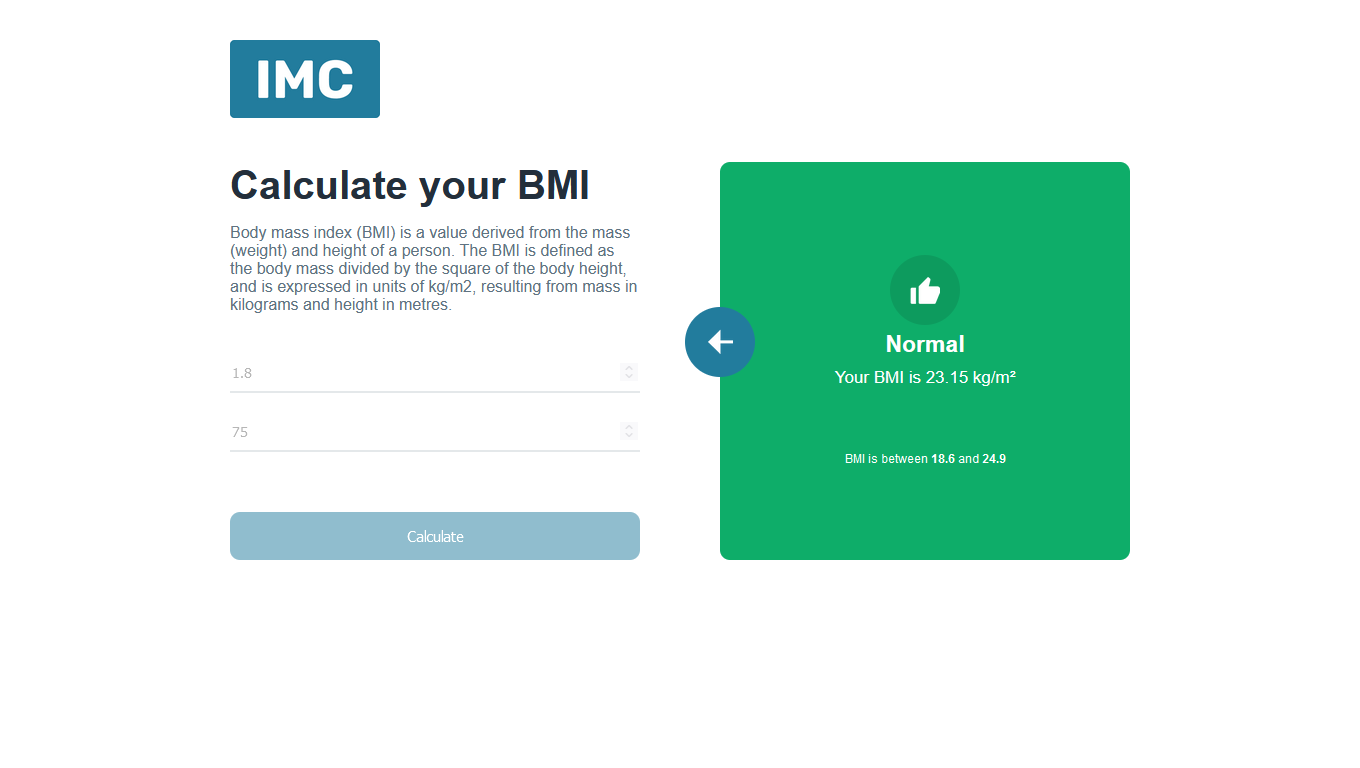 IMC
Calculate your BMI
Body mass index (BMI) is a value derived from the mass
(weight) and height of a person. The BMI is defined as
the body mass divided by the square of the body height,
and is expressed in units of kg/m2, resulting from mass in
kilograms and height in metres.
1.8
75
Calculate
Normal
Your BMI is 23.15 kg/m²
BMI is between 18.6 and 24.9